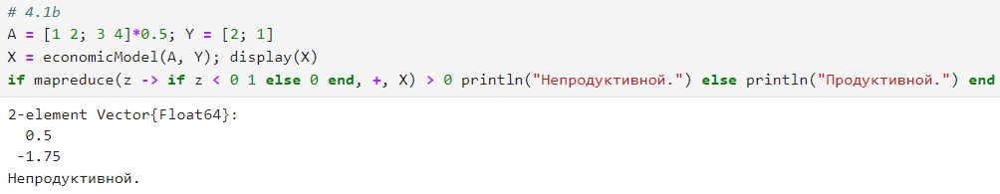 # 4.1b
A = [1 2; 3 4]*0.5; Y = [2; 1]
X = economicModel(A, Y); display(X)
if mapreduce(z -> if z < 0 1 else 0 end, +, X) > 0 println("Непродуктивной.") else println("Продуктивной.") end
2-element Vector{Float64}:
0.5
-1.75
Непродуктивной.